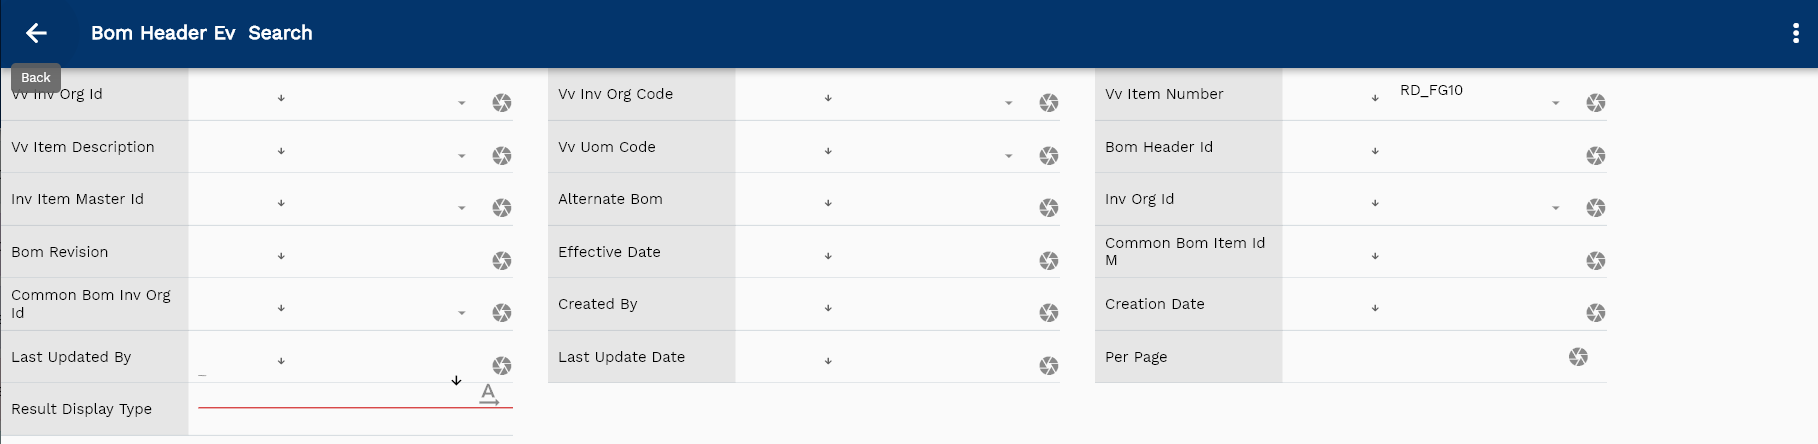 Bom Header Ev Search
Back
Vv Inv Org Id
Vv Inv Org Code
Vv Item Number
RD_FG10
Vv Item Description
Vv Uom Code
Bom Header Id
Inv Item Master Id
Alternate Bom
Inv Org Id
Bom Revision
Effective Date
Common Bom Item Id
M
Common Bom Inv Org
Id
Created By
Creation Date
Last Updated By
Last Update Date
Per Page
Result Display Type